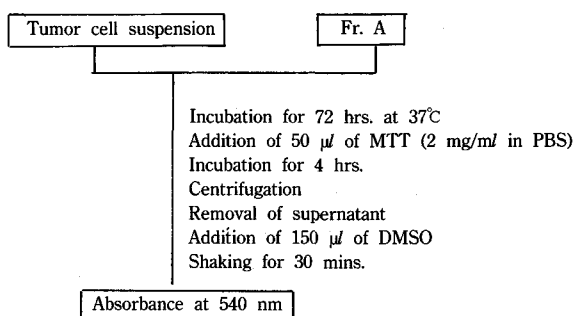 Tumor cell suspension
Fr. A
Incubation for 72 hrs. at 37℃
Addition of 50 μl of MTT (2 mg/ml in PBS)
Incubation for 4 hrs.
Centrifugation
Removal of supernatant
Addition of 150 μl of DMSO
Shaking for 30 mins.
Absorbance at 540 nm